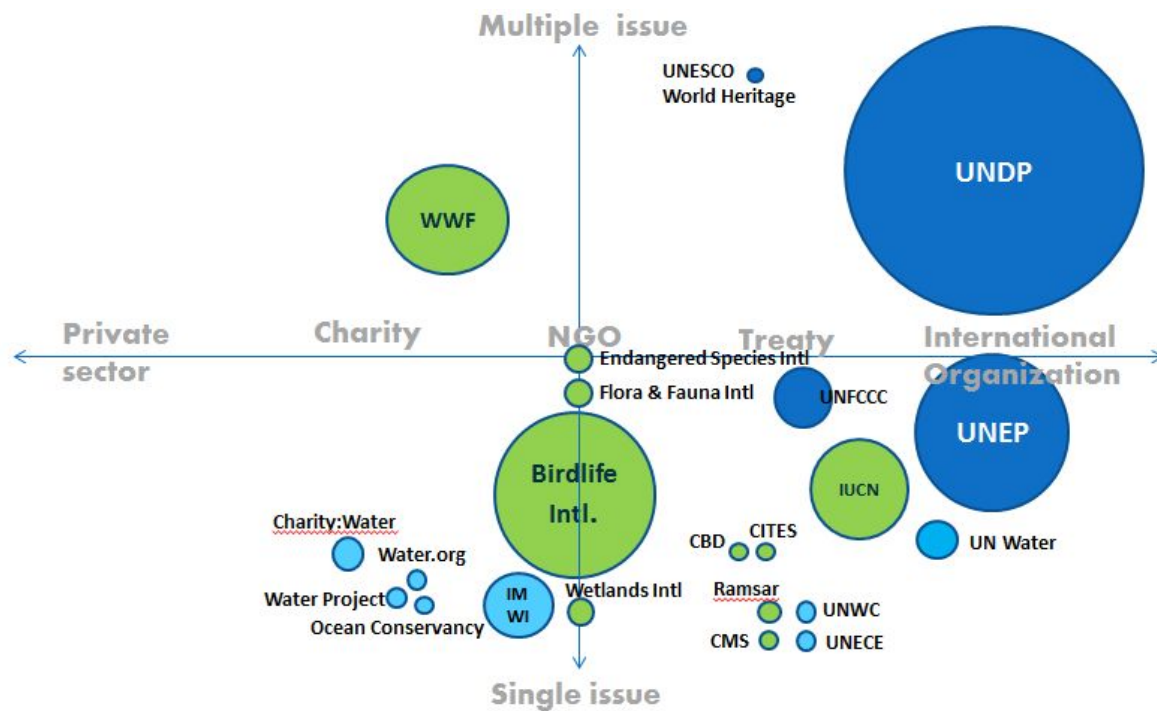 Multiple issue
UNESCO
World Heritage
UNDP
WWF
Private
sector
Charity
NGO
Treaty
International
Organization
Endangered Species Intl
Flora & Fauna Intl
UNFCCC
UNEP
Birdlife
Intl.
IUCN
Charity:Water
Water.org
Water Project
Ocean Conservancy
IM
WI
Wetlands Intl
CBD
CITES
UN Water
Ramsar
UNWC
CMS
UNECE
Single issue